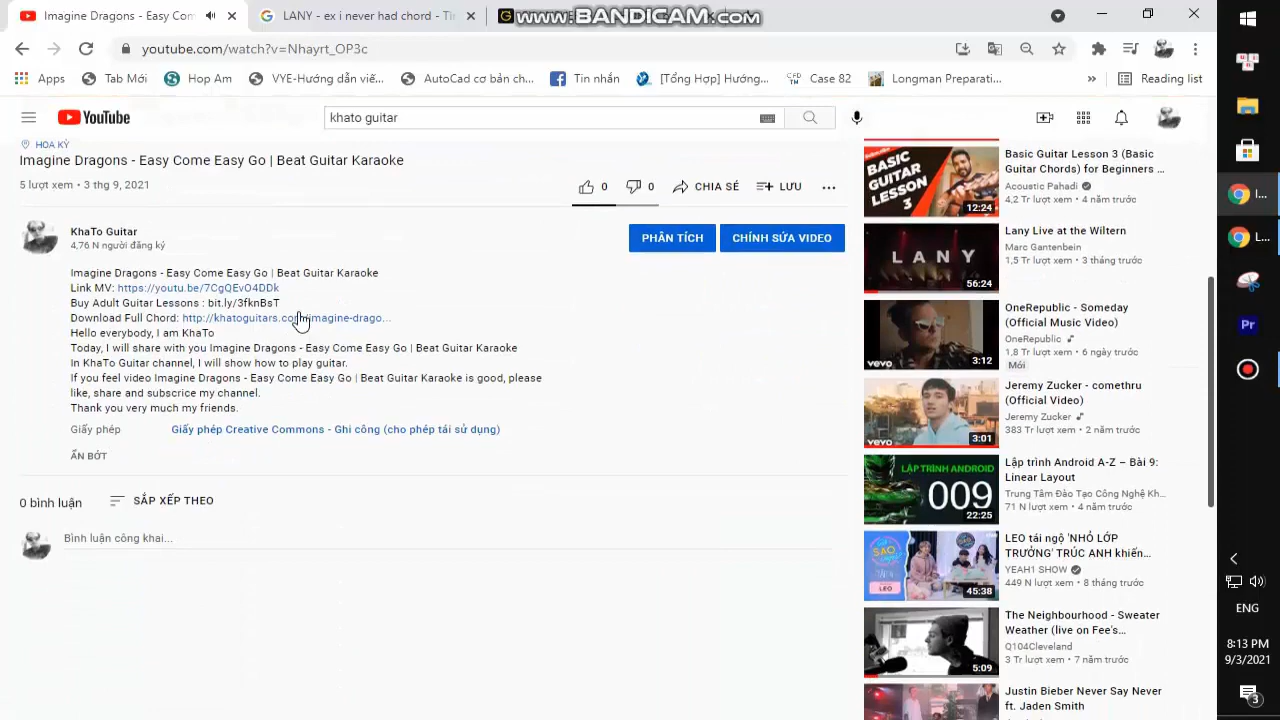 Imagine Dragons - Easy Com
LANY - ex i never had chord - Th
www.BANDICAM.com
youtube.com/watch?v=Nhayrt_OP3c
Apps
Tab Mới
Hop Am
VYE-Hướng dẫn viế...
AutoCad cơ bản ch...
Tin nhắn
[Tổng Hợp] Hướng...
Case 82
Longman Preparati...
»
Reading list
YouTube
khato guitar
HOA KỲ
Imagine Dragons - Easy Come Easy Go | Beat Guitar Karaoke
5 lượt xem • 3 thg 9, 2021
0
0
CHIA SẺ
LƯU
KhaTo Guitar
4,76 N người đăng ký
PHÂN TÍCH
CHỈNH SỬA VIDEO
Imagine Dragons - Easy Come Easy Go | Beat Guitar Karaoke
Link MV: https://youtu.be/7CgQEvO4DDk
Buy Adult Guitar Lessons : bit.ly/3fknBsT
Download Full Chord: http://khatoguitars.com/imagine-drago...
Hello everybody, I am KhaTo
Today, I will share with you Imagine Dragons - Easy Come Easy Go | Beat Guitar Karaoke
In KhaTo Guitar channel, I will show how to play guitar.
If you feel video Imagine Dragons - Easy Come Easy Go | Beat Guitar Karaoke is good, please
like, share and subscrice my channel.
Thank you very much my friends.
Giấy phép
Giấy phép Creative Commons - Ghi công (cho phép tái sử dụng)
ẨN BỚT
0 bình luận
SẮP XẾP THEO
Bình luận công khai...
BASIC
GUITAR
LESSON
3
12:24
Basic Guitar Lesson 3 (Basic
Guitar Chords) for Beginners ...
Acoustic Pahadi
4,2 Tr lượt xem • 4 năm trước
LANY
56:24
Lany Live at the Wiltern
Marc Gantenbein
1,5 Tr lượt xem • 3 tháng trước
vevo
3:12
OneRepublic - Someday
(Official Music Video)
OneRepublic
1,8 Tr lượt xem • 6 ngày trước
Mới
vevo
3:01
Jeremy Zucker - comethru
(Official Video)
Jeremy Zucker
383 Tr lượt xem • 2 năm trước
LẬP TRÌNH ANDROID
009
22:25
Lập trình Android A-Z – Bài 9:
Linear Layout
Trung Tâm Đào Tạo Công Nghệ Kh...
71 N lượt xem • 4 năm trước
SAO
LEO
45:38
LEO tái ngộ 'NHỎ LỚP
TRƯỞNG' TRÚC ANH khiến...
YEAH1 SHOW
449 N lượt xem • 8 tháng trước
5:09
The Neighbourhood - Sweater
Weather (live on Fee's...
Q104Cleveland
3 Tr lượt xem • 7 năm trước
Justin Bieber Never Say Never
ft. Jaden Smith
I...
L...
Pr
ENG
8:13 PM
9/3/2021
3